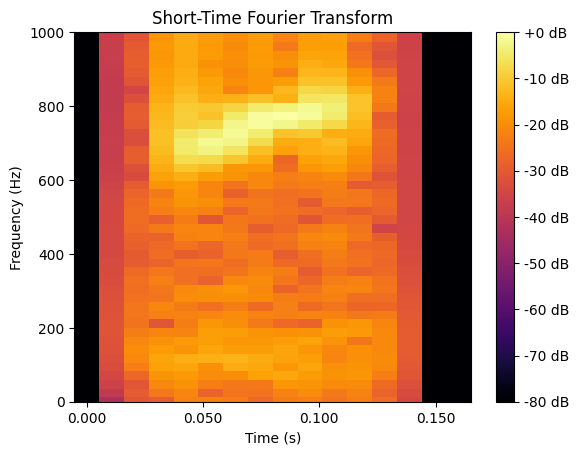 Short-Time Fourier Transform
1000
800
600
400
200
0
Frequency (Hz)
0.000
0.050
0.100
0.150
Time (s)
+0 dB
-10 dB
-20 dB
-30 dB
-40 dB
-50 dB
-60 dB
-70 dB
-80 dB